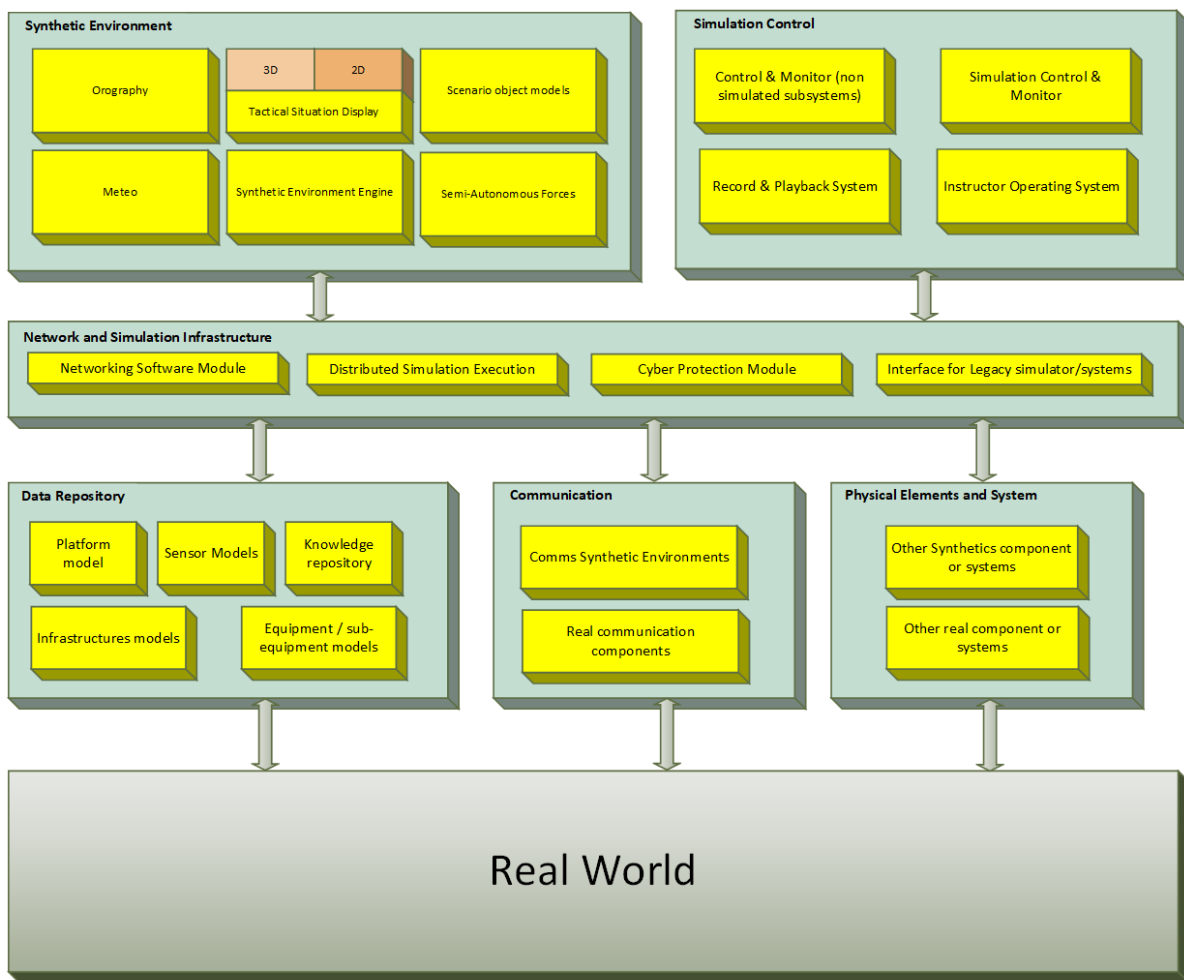 Synthetic Environment
Orography
3D
2D
Tactical Situation Display
Scenario object models
Meteo
Synthetic Environment Engine
Semi-Autonomous Forces
Simulation Control
Control & Monitor (non
simulated subsystems)
Simulation Control &
Monitor
Record & Playback System
Instructor Operating System
Network and Simulation Infrastructure
Networking Software Module
Distributed Simulation Execution
Cyber Protection Module
Interface for Legacy simulator/systems
Data Repository
Platform
model
Sensor Models
Knowledge
repository
Infrastructures models
Equipment / sub-
equipment models
Communication
Comms Synthetic Environments
Real communication
components
Physical Elements and System
Other Synthetics component
or systems
Other real component or
systems
Real World